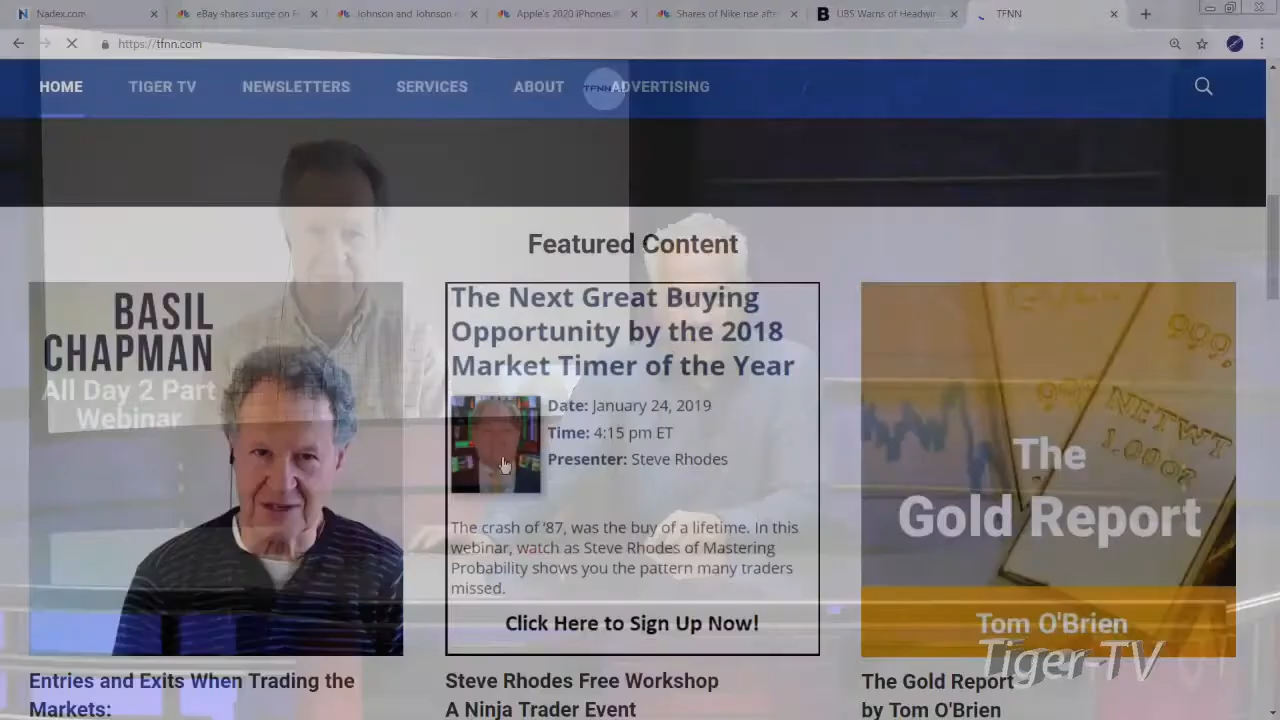 Nadex.com
eBay shares surge on
Johnson and Johnson
Apple's 2020 iPhones
Shares of Nike rise afte
UBS Warns of Headwi
TFNN
https://tfnn.com
HOME
TIGER TV
NEWSLETTERS
SERVICES
ABOUT
TFNN
ADVERTISING
Featured Content
BASIL
CHAPMAN
All Day 2 Part
Webinar
Entries and Exits When Trading the
Markets:
The Next Great Buying
Opportunity by the 2018
Market Timer of the Year
Date: January 24, 2019
Time: 4:15 pm ET
Presenter: Steve Rhodes
The crash of '87, was the buy of a lifetime. In this
webinar, watch as Steve Rhodes of Mastering
Probability shows you the pattern many traders
missed.
Click Here to Sign Up Now!
Steve Rhodes Free Workshop
A Ninja Trader Event
999,
NETWT
1.00OZ
The
Gold Report
Tom O'Brien
Tiger-TV
The Gold Report
by Tom O'Brien